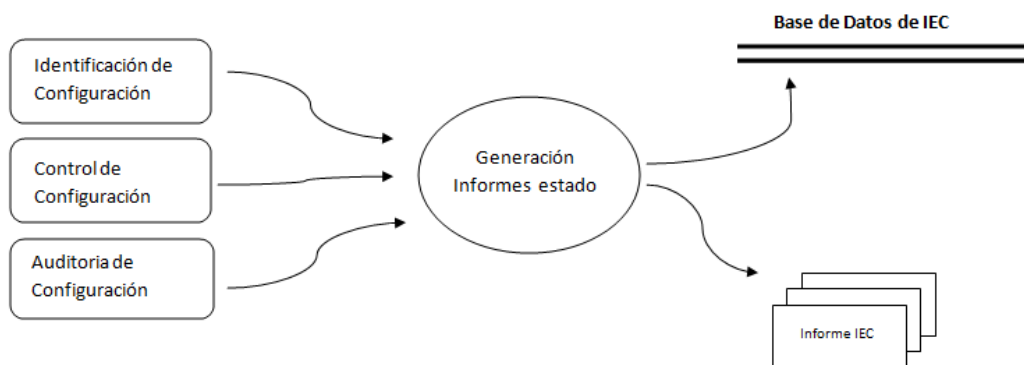 Base de Datos de IEC
Identificación de
Configuración
Control de
Configuración
Auditoria de
Configuración
Generación
Informes estado
Informe IEC